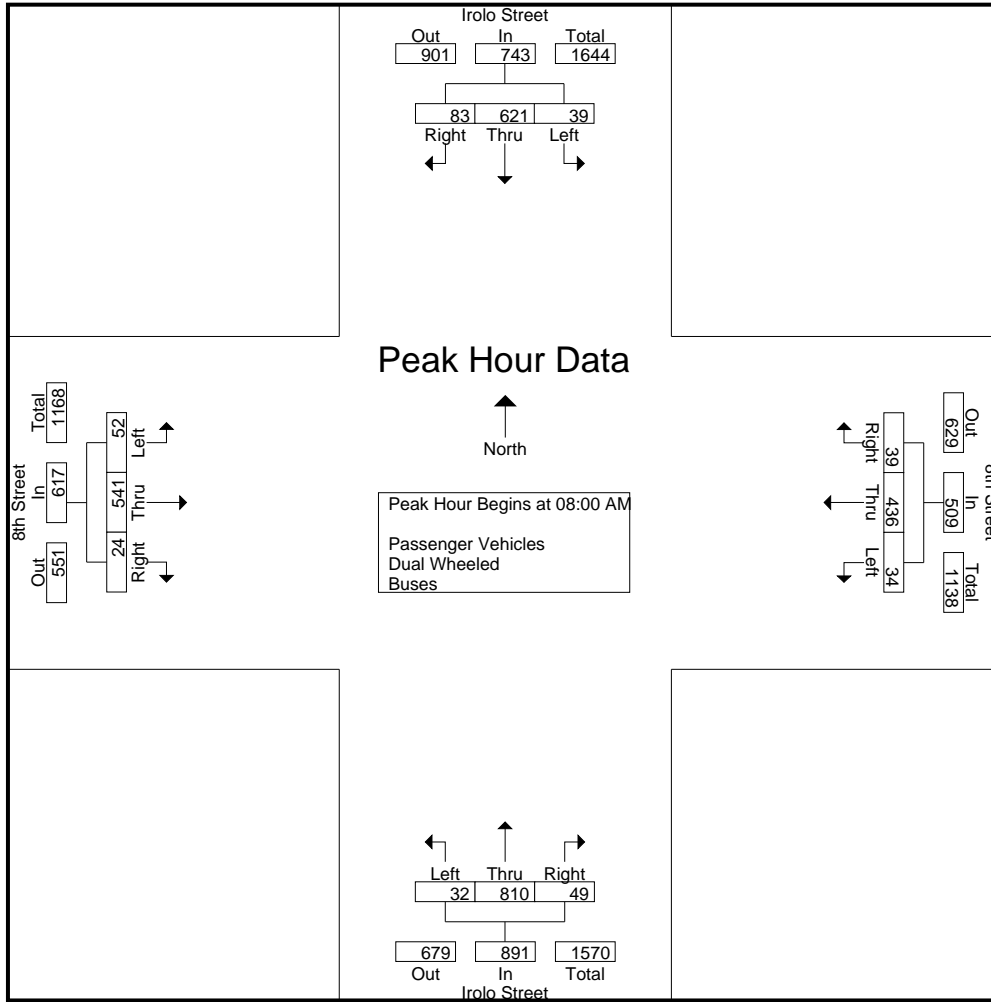 Irolo Street
Out In Total
901 743 1644
83 621 39
Right Thru Left
Peak Hour Data
North
Peak Hour Begins at 08:00 AM
Passenger Vehicles
Dual Wheeled
Buses
8th Street
Total In Out
1168 617 551
52 541 24
Left Thru Right
Right Thru Left
39 436 34
Out In Total
629 509 1138
8th Street
Left Thru Right
32 810 49
679 891 1570
Out In Total
Irolo Street